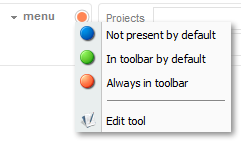 menu Projects
Not present by default
In toolbar by default
Always in toolbar
Edit tool